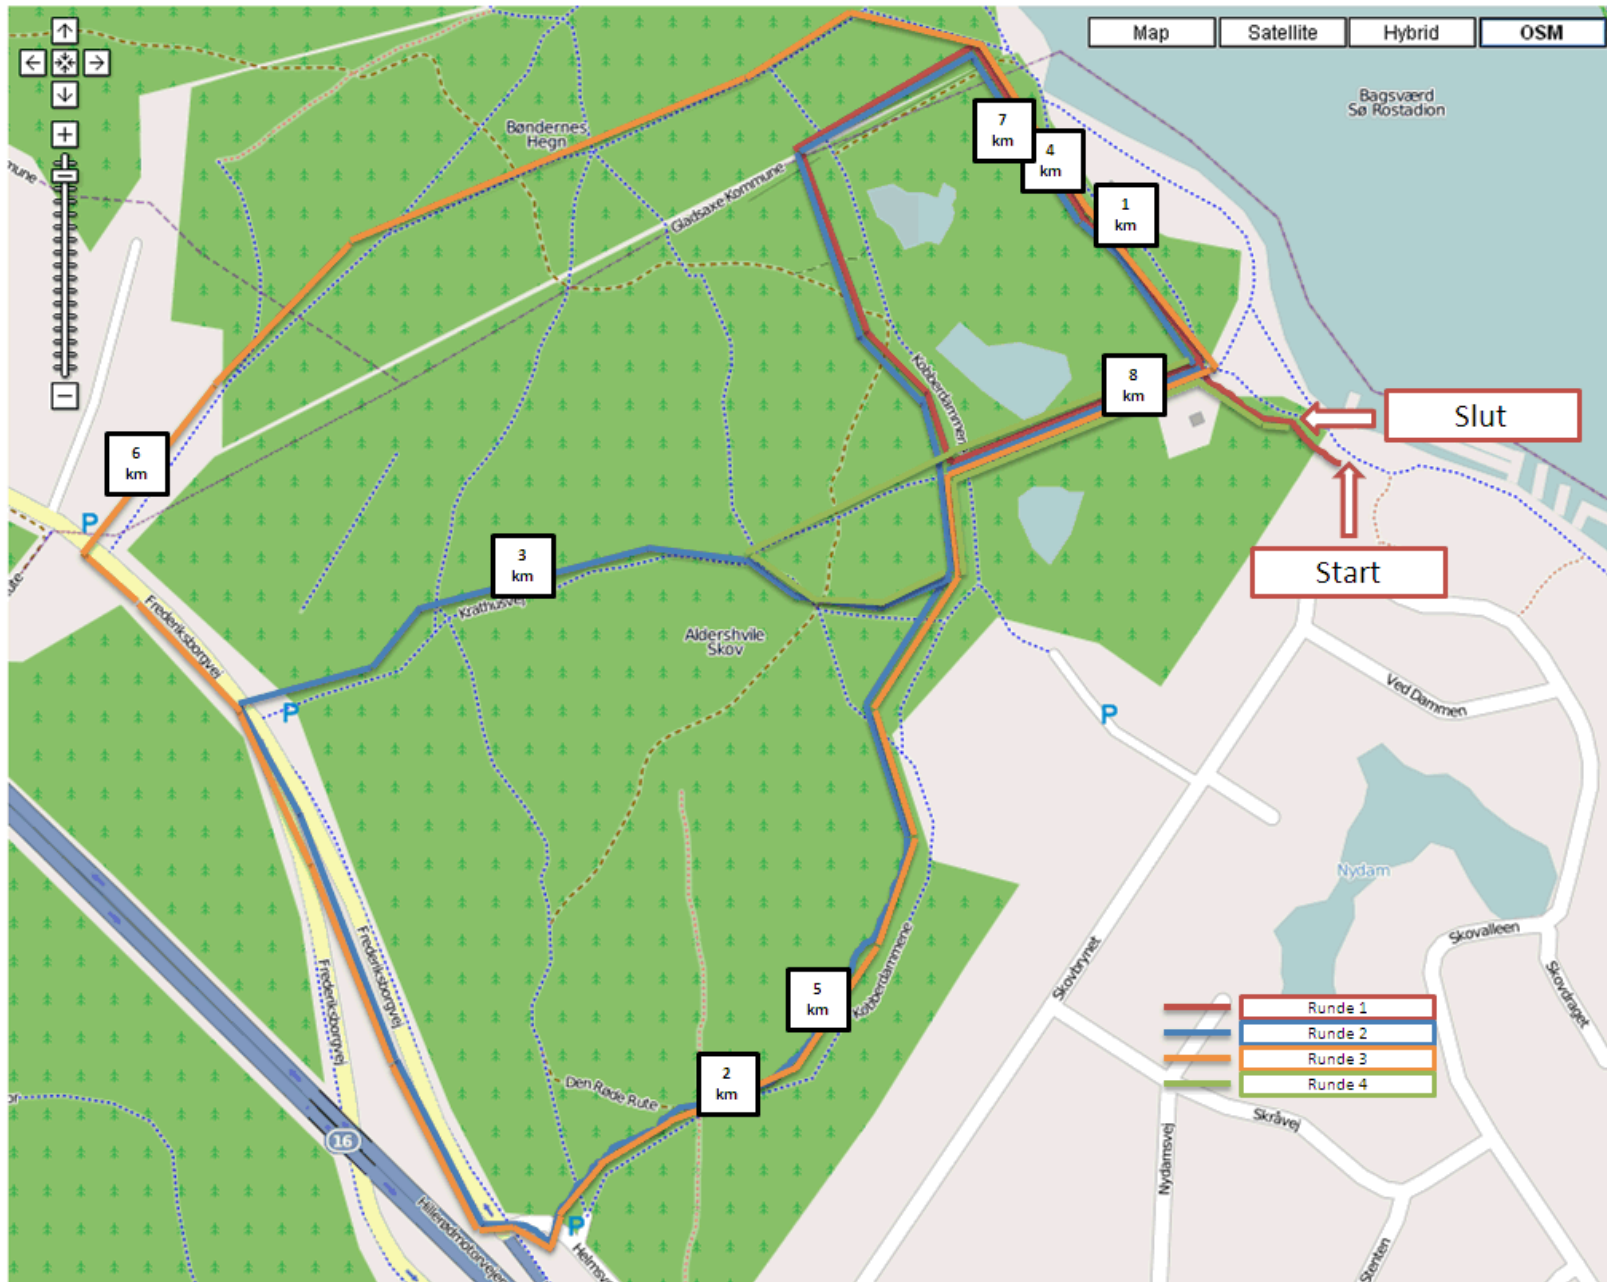 Map
Satellite
Hybrid
OSM
Bagsværd
Sø Rostadion
Bøndernes
Hegn
7
km
4
km
1
km
mune
Gladsaxe Kommune
Kobberdammen
8
km
Slut
6
km
P
Start
3
km
Krathusvej
Aldershvile
Skov
Frederiksborgvej
P
P
Ved Dammen
Nydam
Skovalleen
Skovbrynet
Skovdraget
Frederiksborgvej
Frederiksborgvej
5
km
Kobberdammene
Runde 1
Runde 2
Runde 3
Runde 4
2
km
Den Røde Rute
16
Skråvej
Nydamsvej
Hillerødmotorvejen
P
Helmsv
Stenten